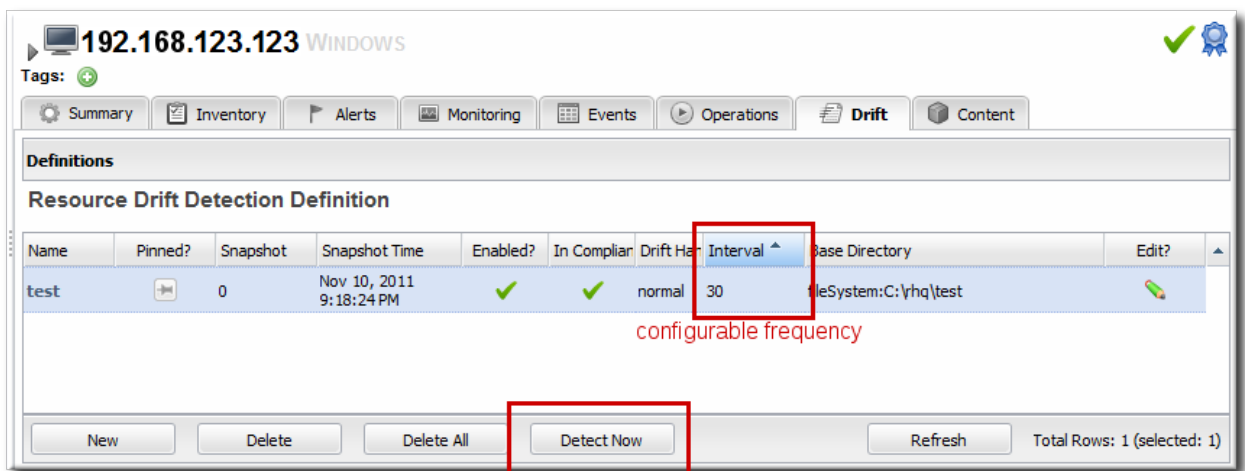 192.168.123.123 WINDOWS
Tags:
Summary Inventory Alerts Monitoring Events Operations Drift Content
Definitions
Resource Drift Detection Definition
Name Pinned? Snapshot Snapshot Time Enabled? In Complian Drift Har Interval Base Directory Edit?
test 0 Nov 10, 2011 normal 30 fileSystem:C:\rhq\test
9:18:24 PM
configurable frequency
New Delete Delete All Detect Now Refresh Total Rows: 1 (selected: 1)